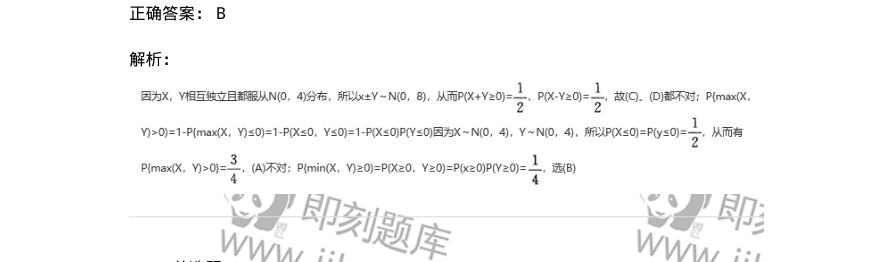 正确答案： B
解析：
因为X，Y相互独立且都服从N(0，4)分布，所以x±Y～N(0，8)，从而P(X+Y≥0)=1/2，P(X-Y≥0)=1/2，故(C)、(D)都不对；P{max(X，
Y)>0)=1-P{max(X，Y)≤0)=1-P(X≤0，Y≤0)=1-P(X≤0)P(Y≤0)因为X～N(0，4)，Y～N(0，4)，所以P(X≤0)=P(y≤0)=1/2，从而有
P{max(X，Y)>0}=3/4，(A)不对；P{min(X，Y)≥0)=P(X≥0，Y≥0)=P(x≥0)P(Y≥0)=1/4，选(B)
即刻题库
即刻